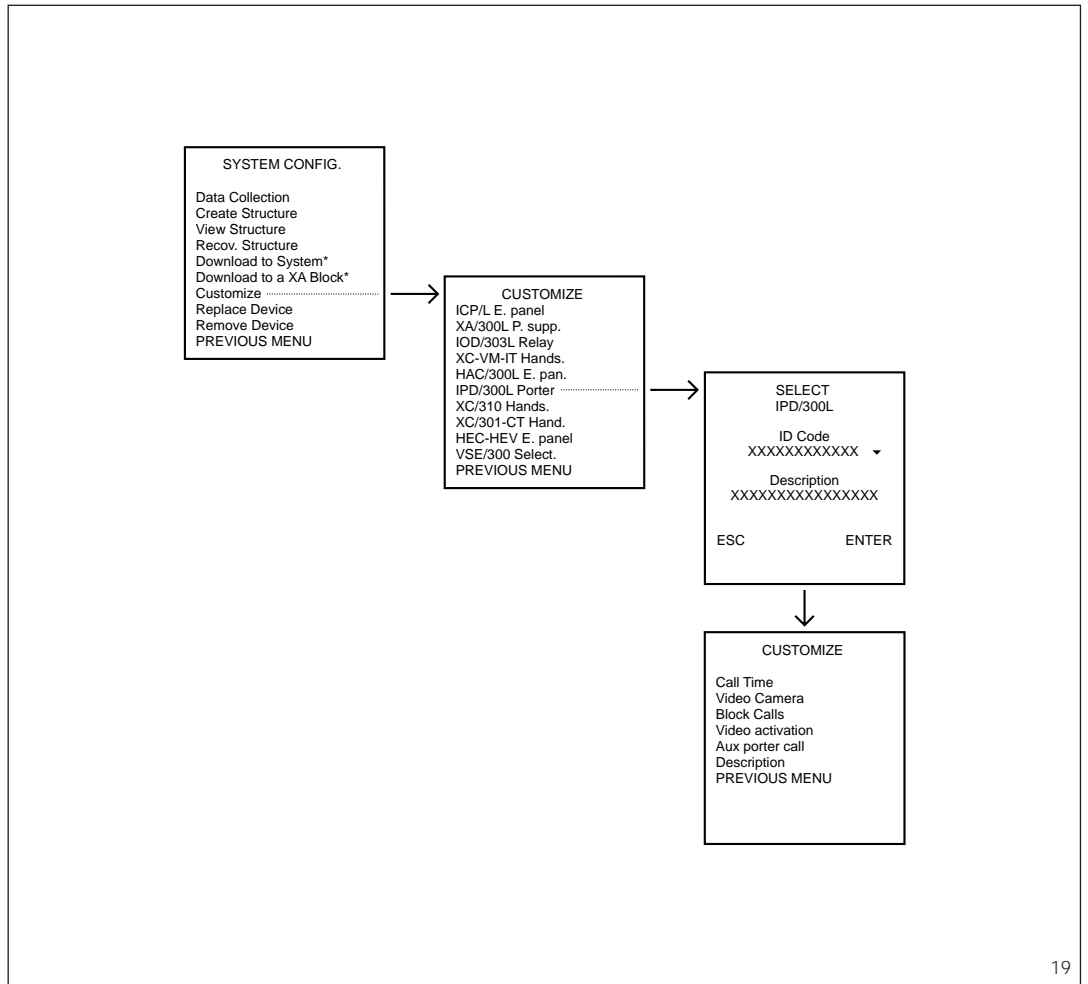 SYSTEM CONFIG.
Data Collection
Create Structure
View Structure
Recov. Structure
Download to System*
Download to a XA Block*
Customize
Replace Device
Remove Device
PREVIOUS MENU
CUSTOMIZE
ICP/L E. panel
XA/300L P. supp.
IOD/303L Relay
XC-VM-IT Hands.
HAC/300L E. pan.
IPD/300L Porter
XC/310 Hands.
XC/301-CT Hand.
HEC-HEV E. panel
VSE/300 Select.
PREVIOUS MENU
SELECT
IPD/300L
ID Code
XXXXXXXXXXXX
Description
XXXXXXXXXXXXXXXX
ESC ENTER
CUSTOMIZE
Call Time
Video Camera
Block Calls
Video activation
Aux porter call
Description
PREVIOUS MENU
19